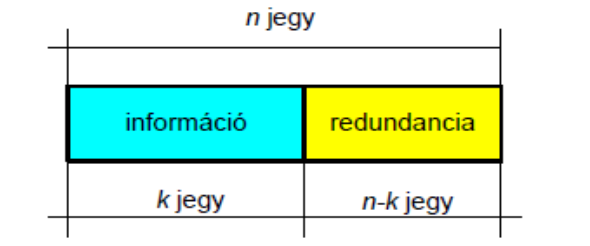 n jegy
információ redundancia
k jegy n-k jegy